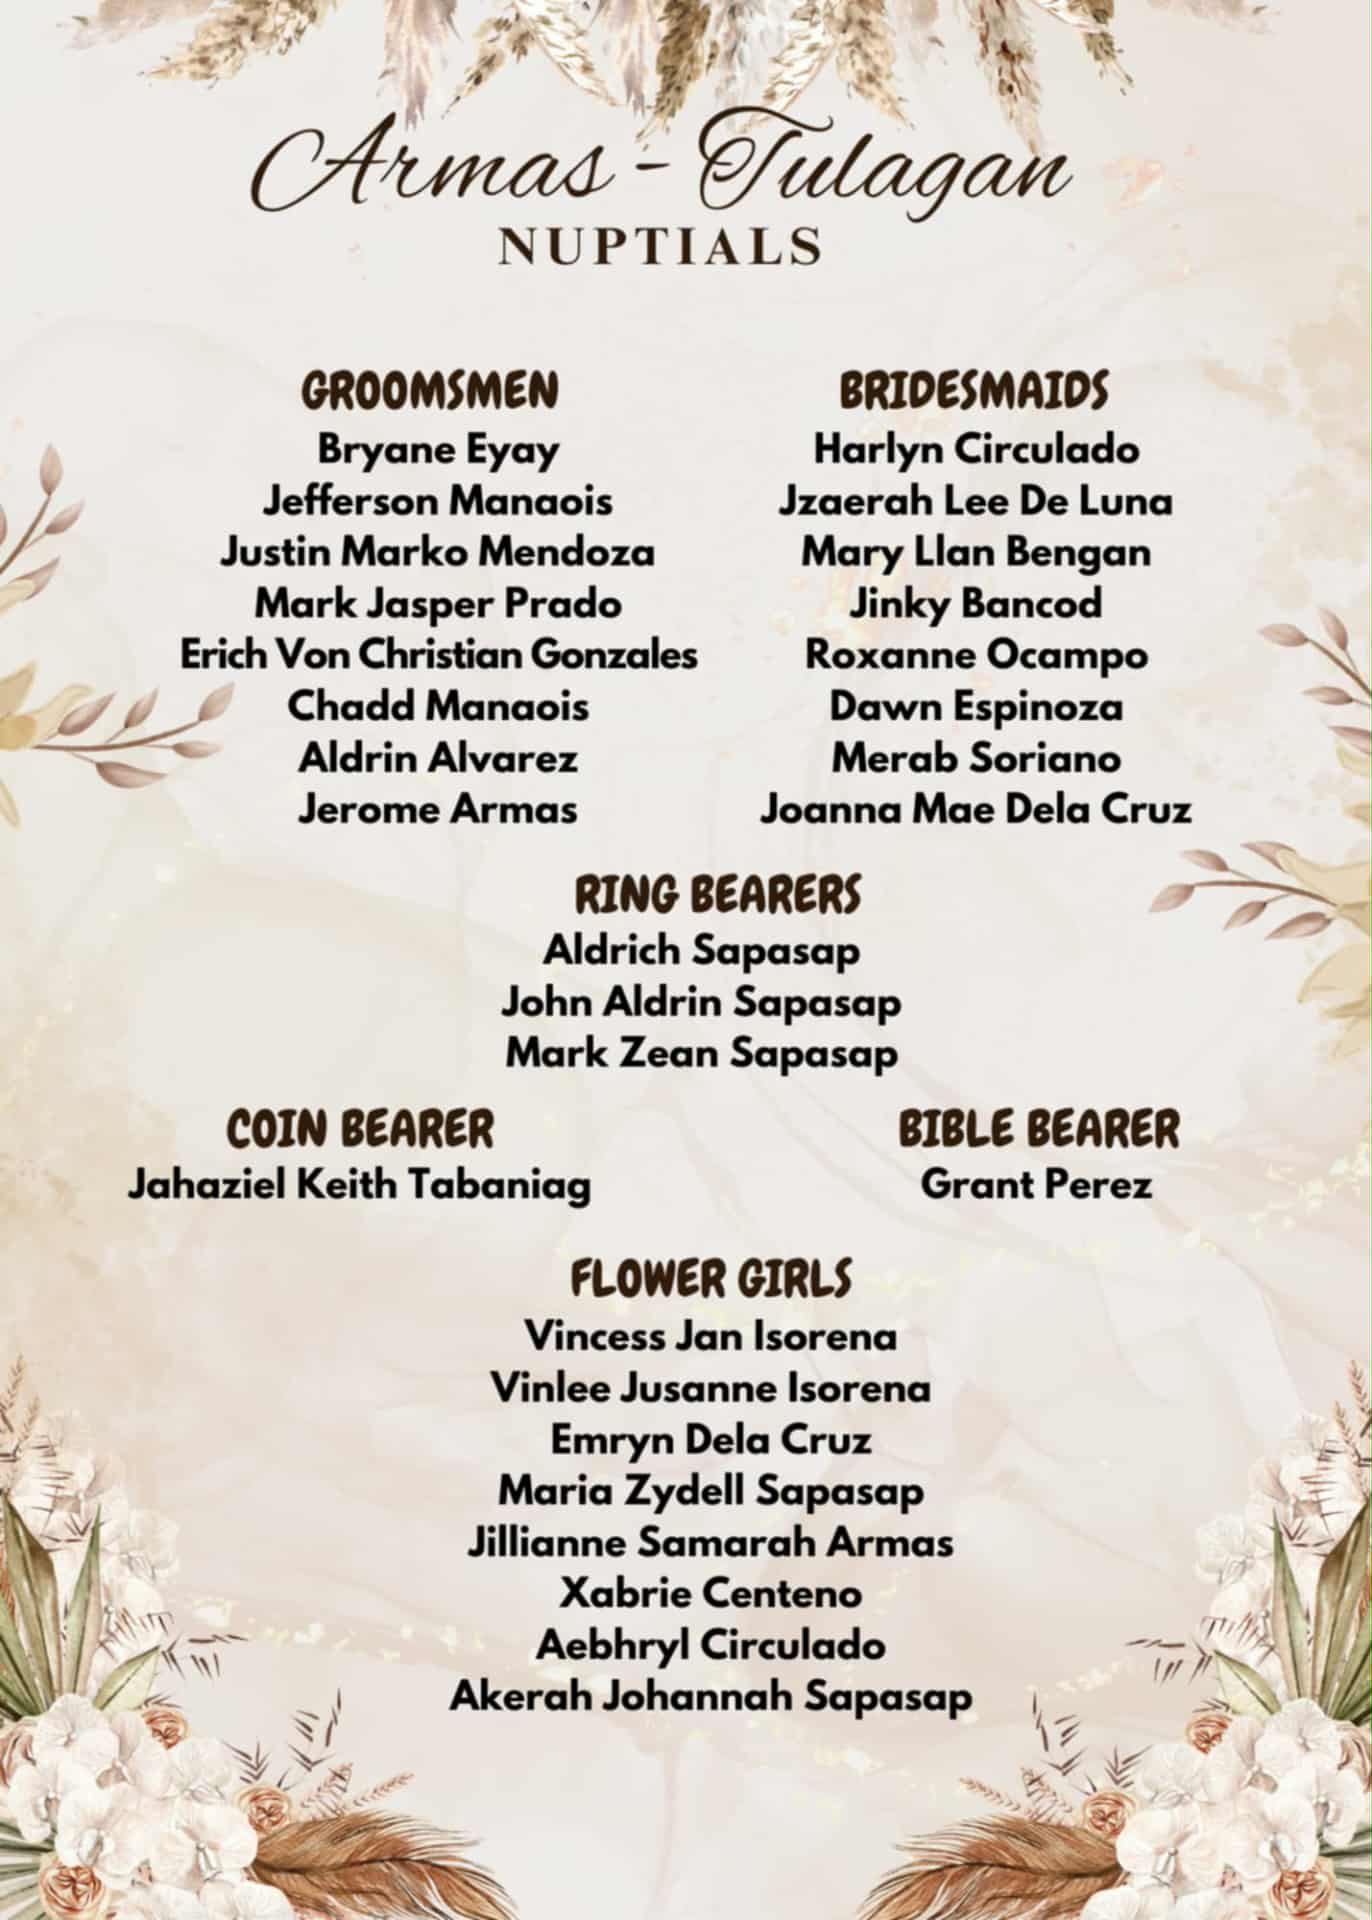 Armas - Tulagan
NUPTIALS
GROOMSMEN
Bryane Eyay
Jefferson Manaois
Justin Marko Mendoza
Mark Jasper Prado
Erich Von Christian Gonzales
Chadd Manaois
Aldrin Alvarez
Jerome Armas
BRIDESMAIDS
Harlyn Circulado
Jzaerah Lee De Luna
Mary Llan Bengan
Jinky Bancod
Roxanne Ocampo
Dawn Espinoza
Merab Soriano
Joanna Mae Dela Cruz
RING BEARERS
Aldrich Sapasap
John Aldrin Sapasap
Mark Zean Sapasap
COIN BEARER
Jahaziel Keith Tabaniag
BIBLE BEARER
Grant Perez
FLOWER GIRLS
Vincess Jan Isorena
Vinlee Jusanne Isorena
Emryn Dela Cruz
Maria Zydell Sapasap
Jillianne Samarah Armas
Xabrie Centeno
Aebhryl Circulado
Akerah Johannah Sapasap